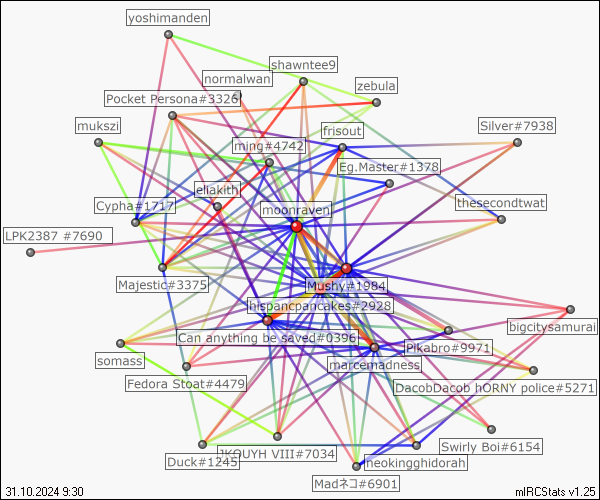 yoshimanden
shawntee9
normalwan
zebula
Pocket Persona#3326
mukszi
Silver#7938
frisout
ming#4742
Eg.Master#1378
eliakith
thesecondtwat
Cypha#1717
moonraven
LPK2387 #7690
Majestic#3375
Mushy#1984
hispancpancakes#2928
bigcitysamurai
Can anything be saved#0396
Pikabro#9971
somass
marcemadness
Fedora Stoat#4479
DacobDacob hORNY police#5271
Swirly Boi#6154
JKOUYH VIII#7034
Duck#1245
neokingghidorah
Madネコ#6901
31.10.2024 9:30
mIRCStats v1.25